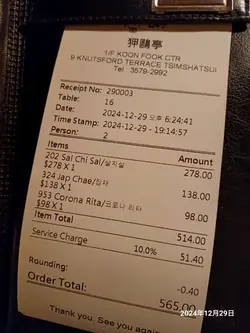 狎鷗亭
1/F KOON FOOK CTR
9 KNUTSFORD TERRACE TSIMSHATSUI
Tel 3579-2992
Receipt No: 290003
Table: 16
Date: 2024-12-29 오후 6:24:41
Time Stamp: 2024-12-29 - 19:14:57
Person: 2
Items Amount
202 Sal Chi Sal/살치살 278.00
$278 X 1
324 Jap Chae/잡채 138.00
$138 X 1
953 Corona Rita/코로나 리타 98.00
$98 X 1
Item Total 514.00
Service Charge 10.0% 51.40
Rounding: -0.40
Order Total: 565.00
Thank you. See you again
2024年12月29日